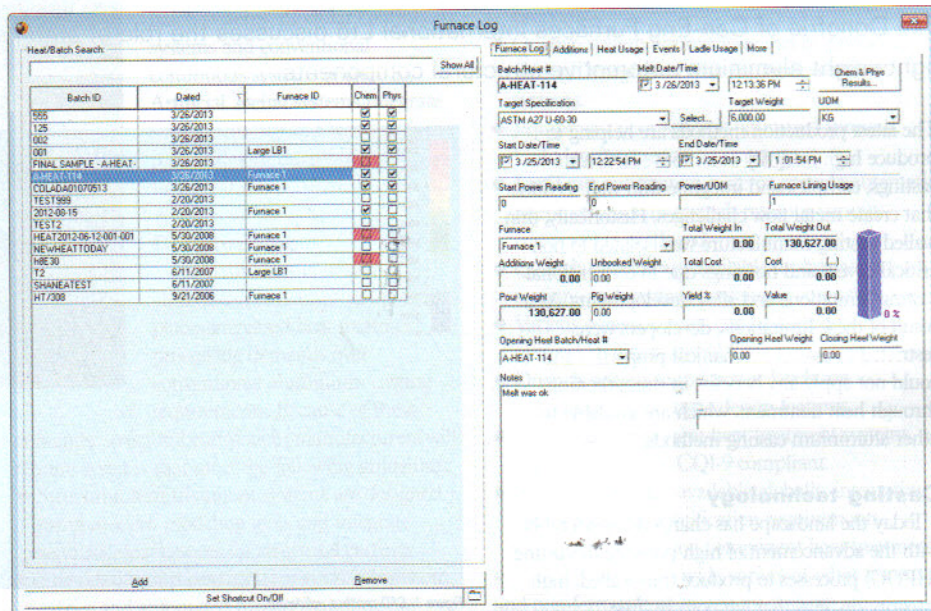 Furnace Log
Heat/Batch Search:
Show All
Batch ID Dated Furnace ID Chem Phys
555 3/26/2013
125 3/26/2013
002 3/26/2013
001 3/26/2013 Large LB1
FINAL SAMPLE - A-HEAT- 3/26/2013
A-HEAT-114 3/26/2013 Furnace 1
COLADA01070513 3/26/2013 Furnace 1
TEST999 2/20/2013
2012-08-15 2/20/2013 Furnace 1
TEST2 2/20/2013
HEAT2012-06-12-001-001 5/30/2008 Furnace 1
NEWHEATTODAY 5/30/2008 Furnace 1
H8E30 5/30/2008 Furnace 1
T2 6/11/2007 Large LB1
SHANEATEST 6/11/2007
HT/308 9/21/2006 Furnace 1
Add Remove
Set Shortcut On/Off
Furnace Log Additions Heat Usage Events Ladle Usage More
Batch/Heat # Melt Date/Time
A-HEAT-114 3/26/2013 12:13:36 PM
Chem & Phys
Results...
Target Specification Target Weight UOM
ASTM A27 U-60-30 Select... 6,000.00 KG
Start Date/Time End Date/Time
3/25/2013 12:22:54 PM 3/25/2013 1:01:54 PM
Start Power Reading End Power Reading Power/UOM Furnace Lining Usage
0 0 1
Furnace Total Weight In Total Weight Out
Furnace 1 0.00 130,627.00
Additions Weight Unbooked Weight Total Cost Cost (...)
0.00 0.00 0.00 0.00
Pour Weight Pig Weight Yield % Value (...)
130,627.00 0.00 0.00 0.00
0 %
Opening Heel Batch/Heat # Opening Heel Weight Closing Heel Weight
A-HEAT-114 0.00 0.00
Notes
Melt was ok.